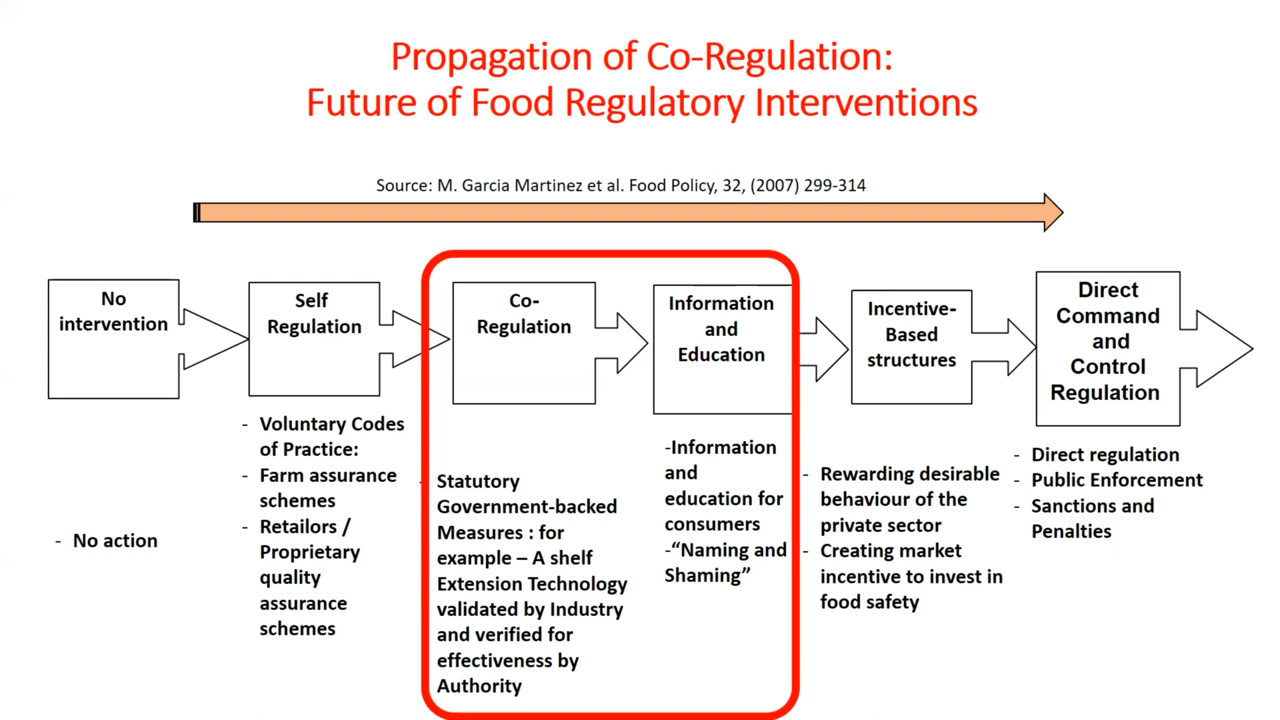 Propagation of Co-Regulation:
Future of Food Regulatory Interventions
Source: M. Garcia Martinez et al. Food Policy, 32, (2007) 299-314
No
intervention
- No action
Self
Regulation
- Voluntary Codes
of Practice:
- Farm assurance
schemes
- Retailors /
Proprietary
quality
assurance
schemes
Co-
Regulation
- Statutory
Government-backed
Measures : for
example – A shelf
Extension Technology
validated by Industry
and verified for
effectiveness by
Authority
Information
and
Education
-Information
and
education for
consumers
-“Naming and
Shaming”
Incentive-
Based
structures
- Rewarding desirable
behaviour of the
private sector
- Creating market
incentive to invest in
food safety
Direct
Command
and
Control
Regulation
- Direct regulation
- Public Enforcement
- Sanctions and
Penalties